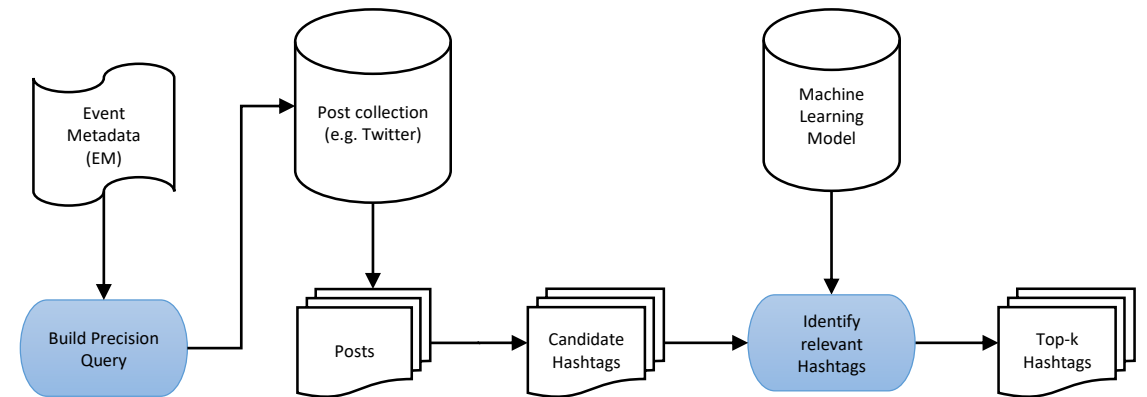 Event
Metadata
(EM)
Post collection
(e.g. Twitter)
Machine
Learning
Model
Build Precision
Query
Posts
Candidate
Hashtags
Identify
relevant
Hashtags
Top-k
Hashtags